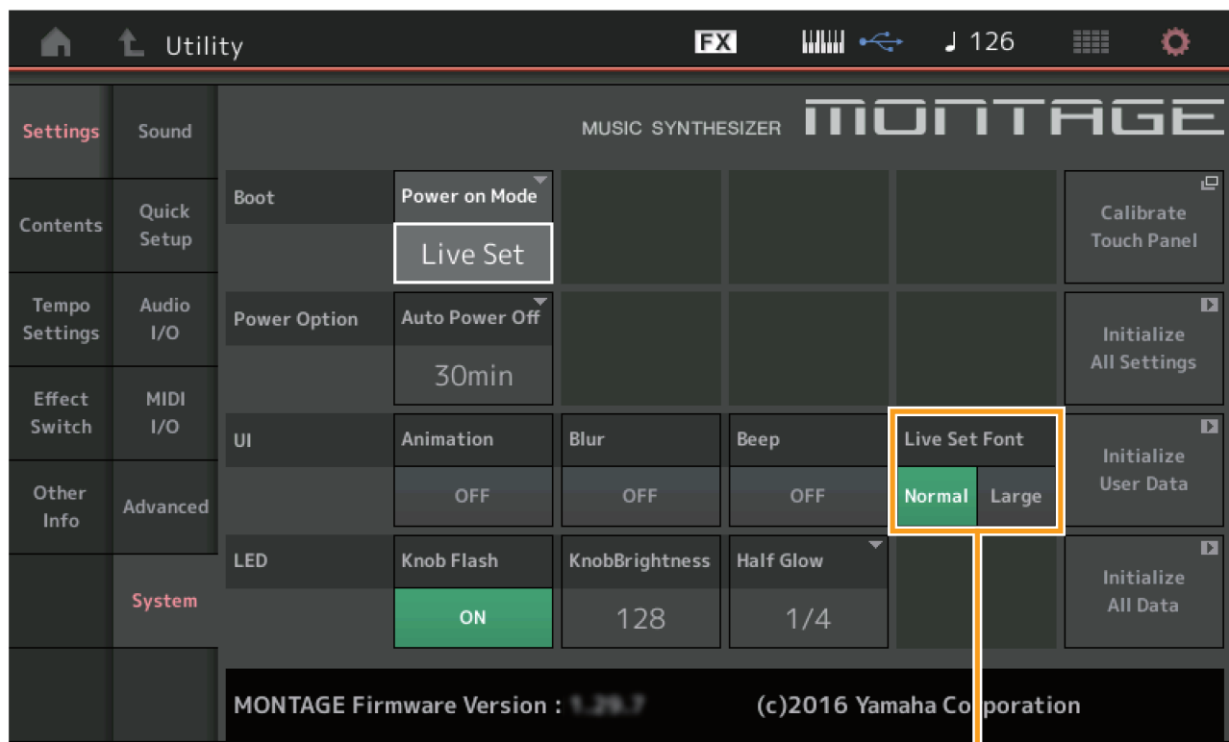 Utility
FX
♩ 126
Settings
Sound
MUSIC SYNTHESIZER MONTAGE
Contents
Quick
Setup
Boot
Power on Mode
Live Set
Calibrate
Touch Panel
Tempo
Settings
Audio
I/O
Power Option
Auto Power Off
30min
Initialize
All Settings
Effect
Switch
MIDI
I/O
UI
Animation
OFF
Blur
OFF
Beep
OFF
Live Set Font
Normal Large
Initialize
User Data
Other
Info
Advanced
LED
Knob Flash
ON
KnobBrightness
128
Half Glow
1/4
Initialize
All Data
System
MONTAGE Firmware Version :
(c)2016 Yamaha Corporation